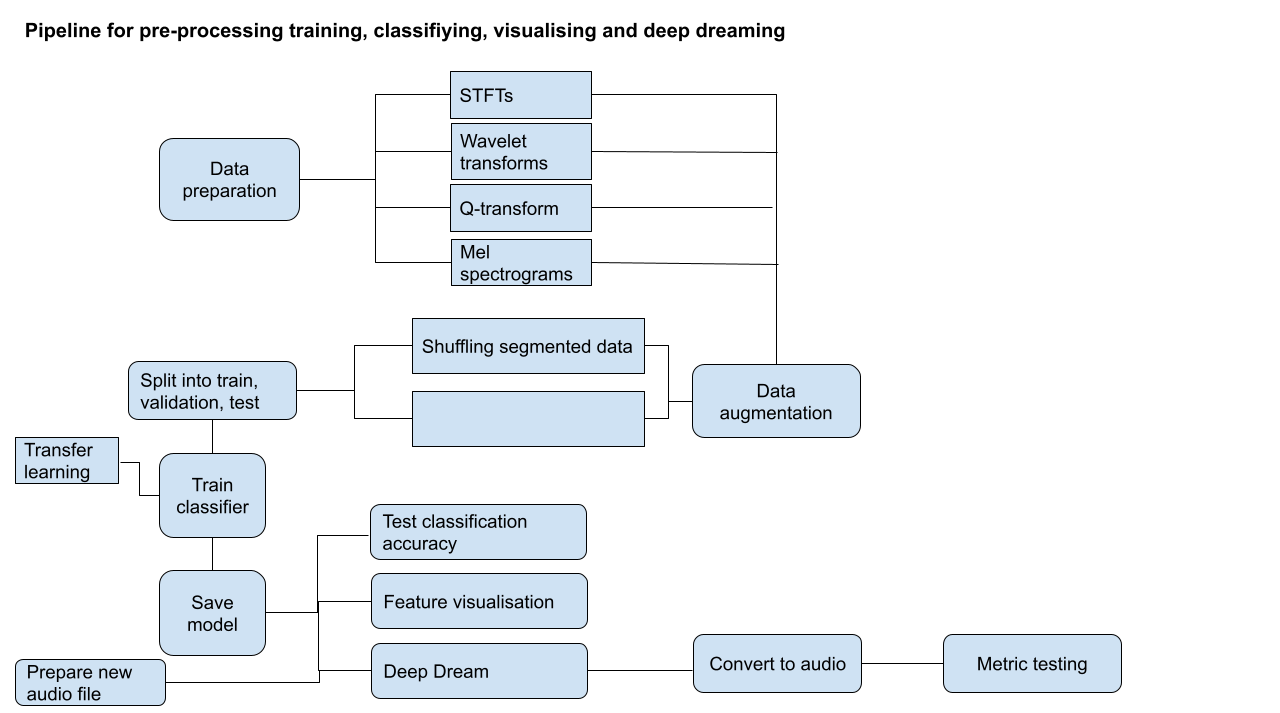 Pipeline for pre-processing training, classifiying, visualising and deep dreaming
STFTs
Wavelet
transforms
Data
preparation
Q-transform
Mel
spectrograms
Shuffling segmented data
Split into train,
validation, test
Data
augmentation
Transfer
learning
Train
classifier
Test classification
accuracy
Feature visualisation
Save
model
Deep Dream
Convert to audio
Metric testing
Prepare new
audio file